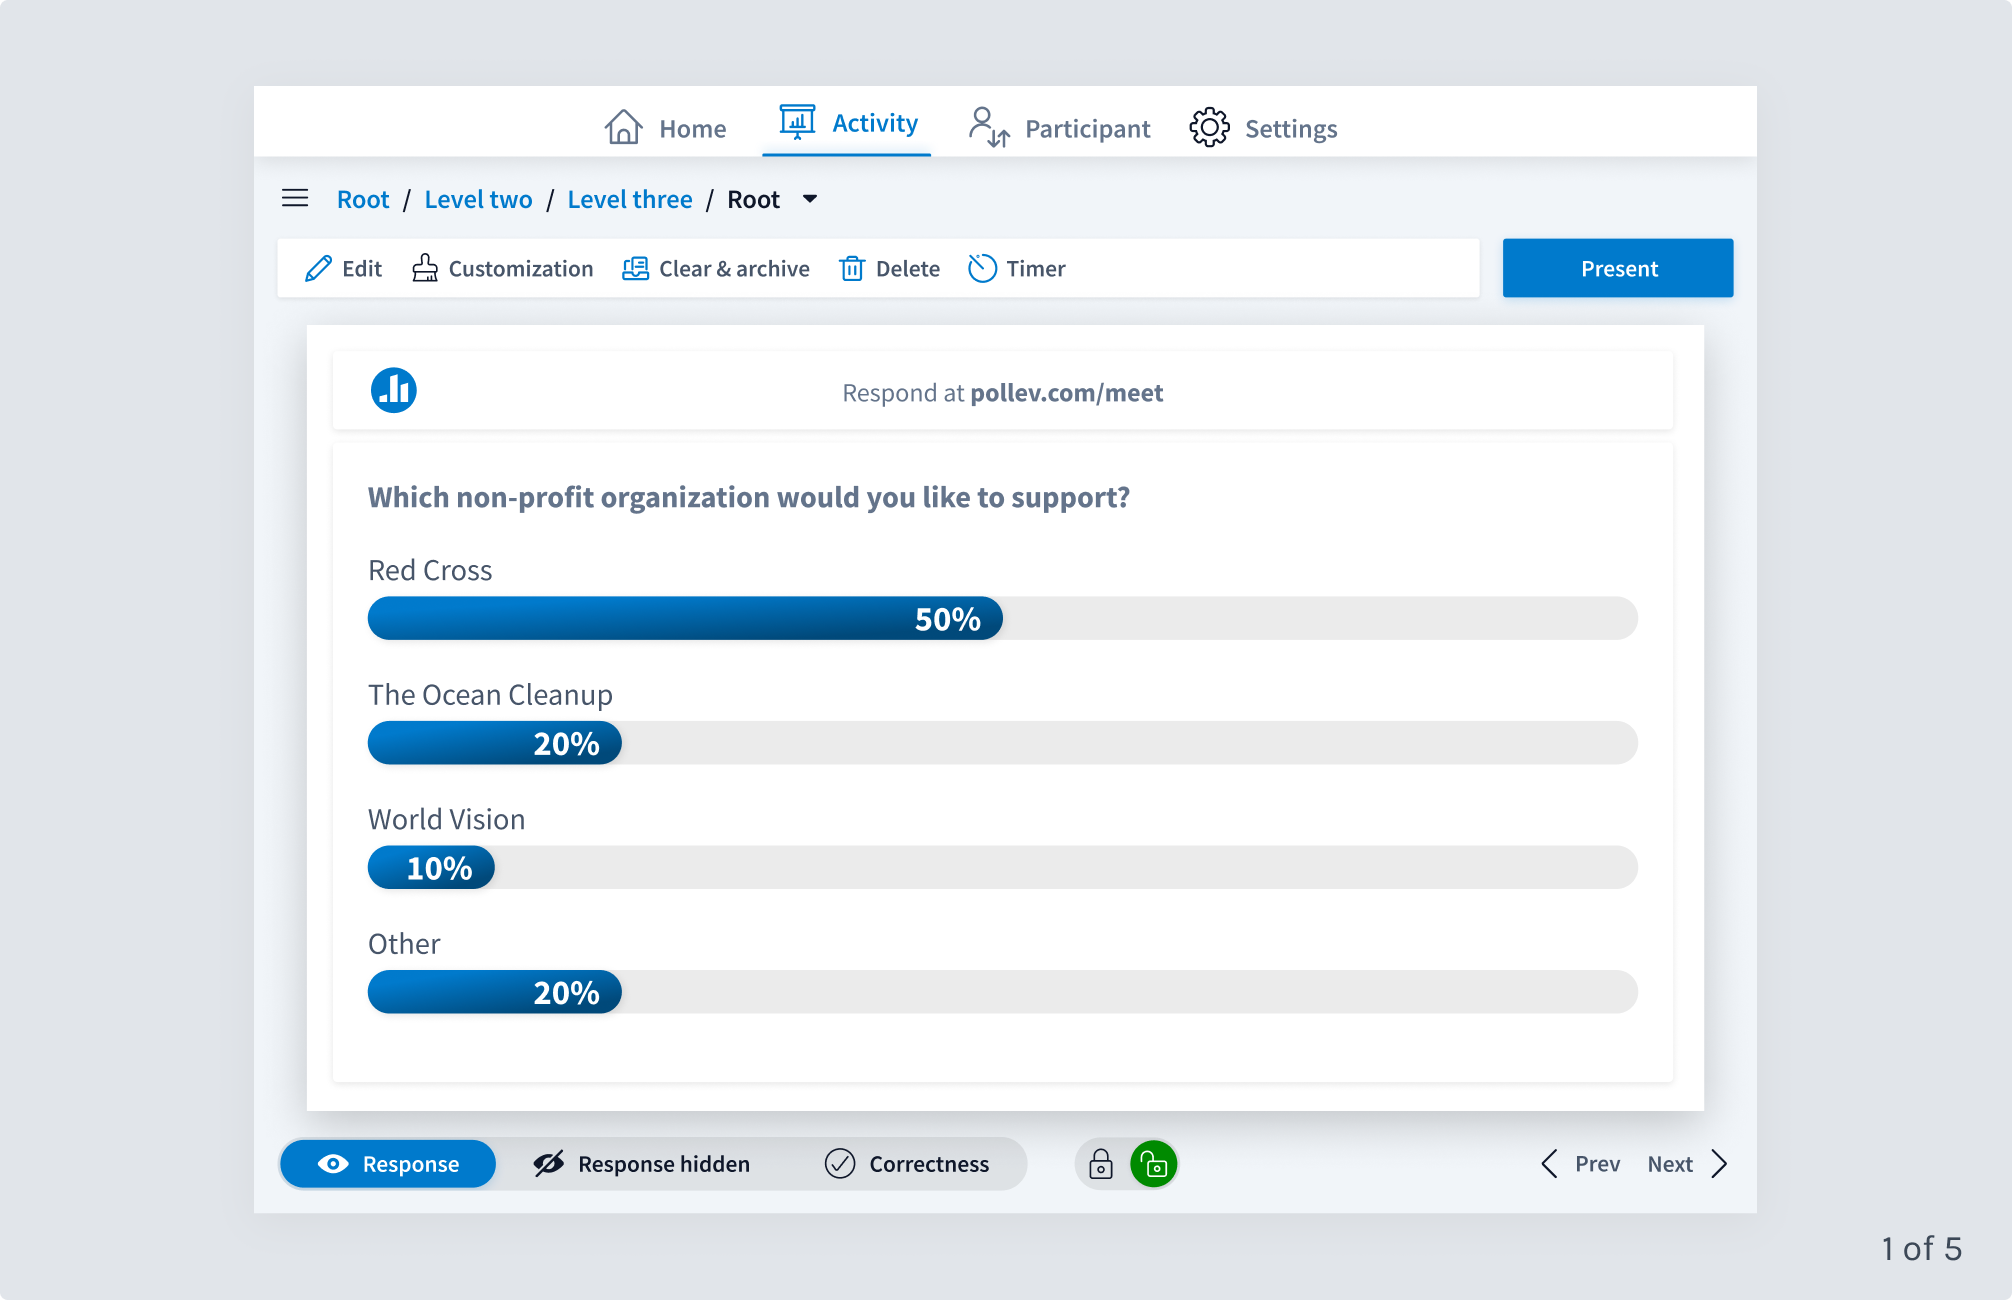 Home Activity Participant Settings
Root / Level two / Level three / Root
Edit Customization Clear & archive Delete Timer Present
Respond at pollev.com/meet
Which non-profit organization would you like to support?
Red Cross
50%
The Ocean Cleanup
20%
World Vision
10%
Other
20%
Response Response hidden Correctness Prev Next
1 of 5